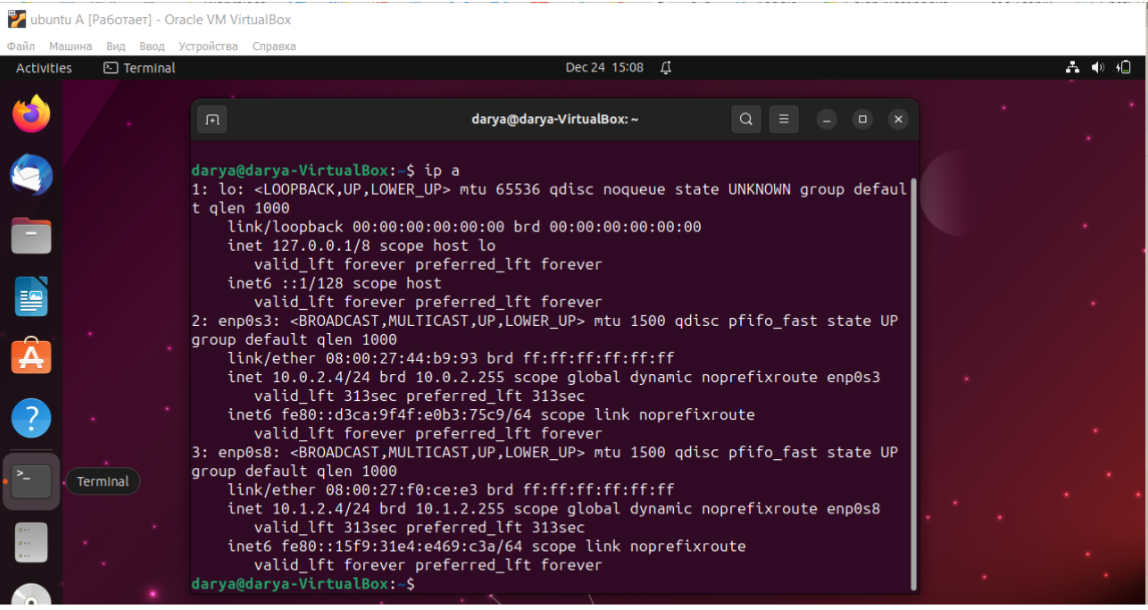 ubuntu A [Работает] - Oracle VM VirtualBox
Файл Машина Вид Ввод Устройства Справка
Activities Terminal Dec 24 15:08
darya@darya-VirtualBox: ~
darya@darya-VirtualBox:~$ ip a
1: lo: <LOOPBACK,UP,LOWER_UP> mtu 65536 qdisc noqueue state UNKNOWN group defaul
t qlen 1000
    link/loopback 00:00:00:00:00:00 brd 00:00:00:00:00:00
    inet 127.0.0.1/8 scope host lo
       valid_lft forever preferred_lft forever
    inet6 ::1/128 scope host
       valid_lft forever preferred_lft forever
2: enp0s3: <BROADCAST,MULTICAST,UP,LOWER_UP> mtu 1500 qdisc pfifo_fast state UP
group default qlen 1000
    link/ether 08:00:27:44:b9:93 brd ff:ff:ff:ff:ff:ff
    inet 10.0.2.4/24 brd 10.0.2.255 scope global dynamic noprefixroute enp0s3
       valid_lft 313sec preferred_lft 313sec
    inet6 fe80::d3ca:9f4f:e0b3:75c9/64 scope link noprefixroute
       valid_lft forever preferred_lft forever
3: enp0s8: <BROADCAST,MULTICAST,UP,LOWER_UP> mtu 1500 qdisc pfifo_fast state UP
group default qlen 1000
    link/ether 08:00:27:f0:ce:e3 brd ff:ff:ff:ff:ff:ff
    inet 10.1.2.4/24 brd 10.1.2.255 scope global dynamic noprefixroute enp0s8
       valid_lft 313sec preferred_lft 313sec
    inet6 fe80::15f9:31e4:e469:c3a/64 scope link noprefixroute
       valid_lft forever preferred_lft forever
darya@darya-VirtualBox:~$
Terminal